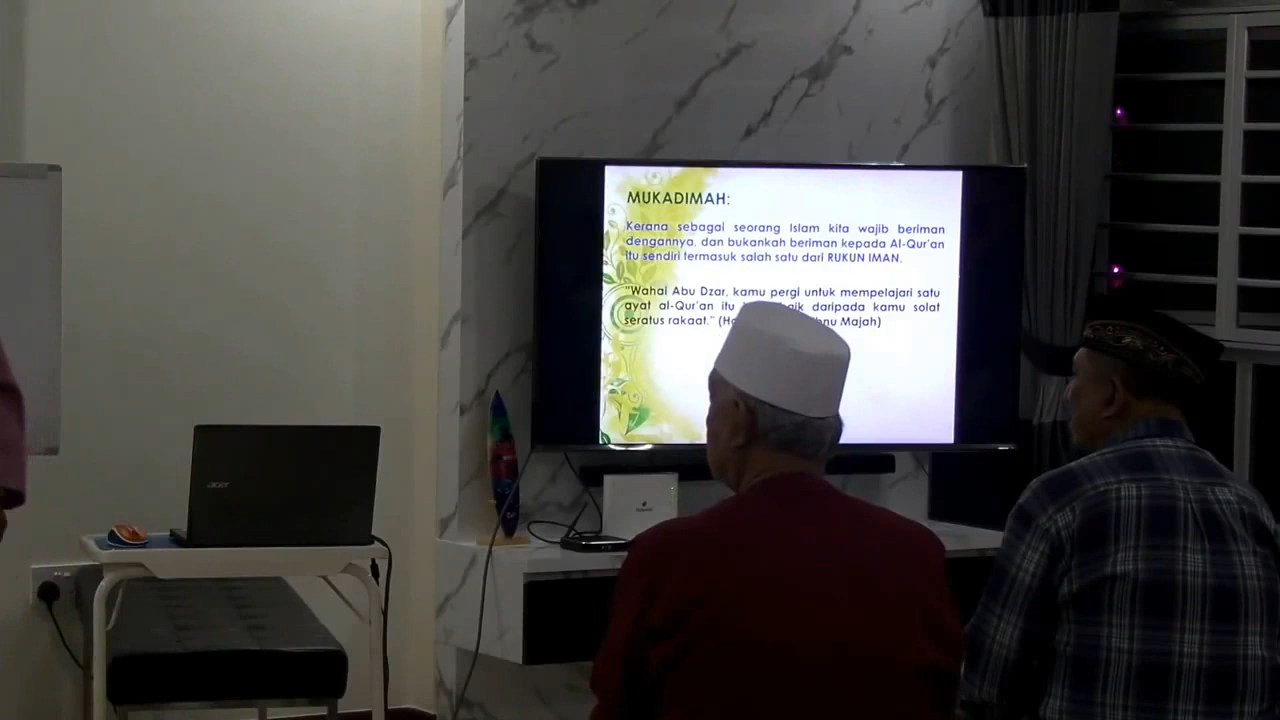 MUKADIMAH:
Kerana sebagai seorang Islam kita wajib beriman
dengannya, dan bukankah beriman kepada Al-Qur'an
itu sendiri termasuk salah satu dari RUKUN IMAN.
"Wahai Abu Dzar, kamu pergi untuk mempelajari satu
ayat al-Qur'an itu daripada kamu solat
seratus rakaat." Majah)
acer